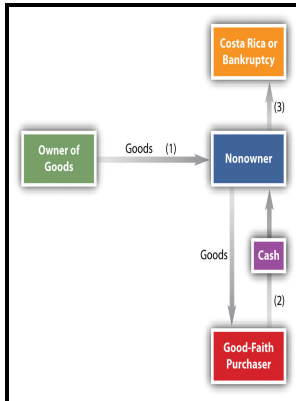 Costa Rica or
Bankruptcy
(3)
Owner of
Goods
Goods (1)
Nonowner
Goods
Cash
(2)
Good-Faith
Purchaser